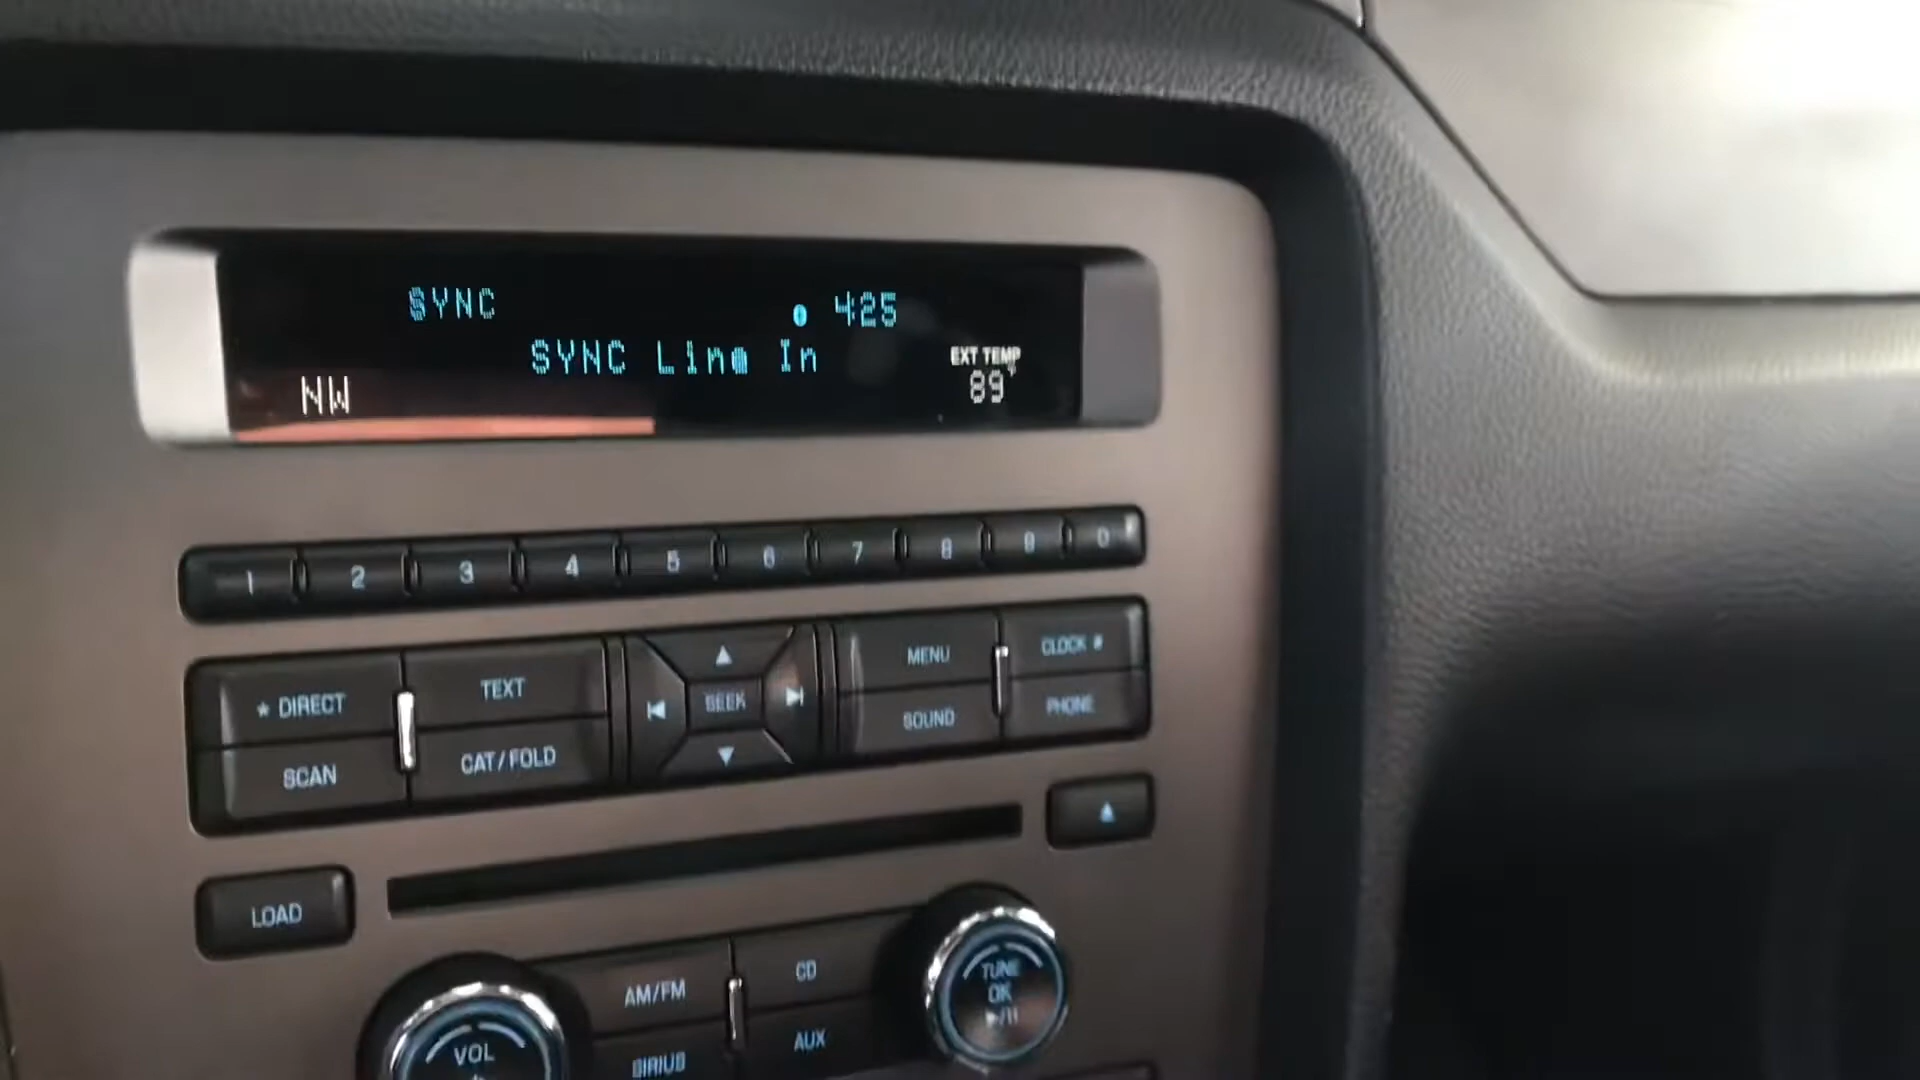 SYNC 4:25
SYNC Line In
EXT TEMP
NW 89°
1 2 3 4 5 6 7 8 9 0
* DIRECT TEXT SEEK MENU CLOCK #
SCAN CAT/FOLD SOUND PHONE
LOAD
AM/FM CD TUNE
OK
VOL SIRIUS AUX